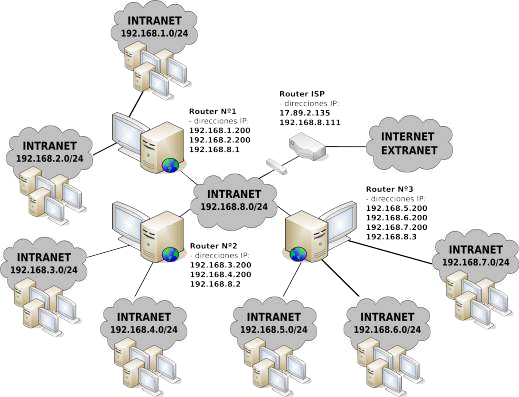 INTRANET
192.168.1.0/24
Router ISP
- direcciones IP:
17.89.2.135
192.168.8.111
Router Nº1
- direcciones IP:
192.168.1.200
192.168.2.200
192.168.8.1
INTERNET
EXTRANET
INTRANET
192.168.2.0/24
INTRANET
192.168.8.0/24
Router Nº3
- direcciones IP:
192.168.5.200
192.168.6.200
192.168.7.200
192.168.8.3
Router Nº2
- direcciones IP:
192.168.3.200
192.168.4.200
192.168.8.2
INTRANET
192.168.3.0/24
INTRANET
192.168.7.0/24
INTRANET
192.168.4.0/24
INTRANET
192.168.5.0/24
INTRANET
192.168.6.0/24